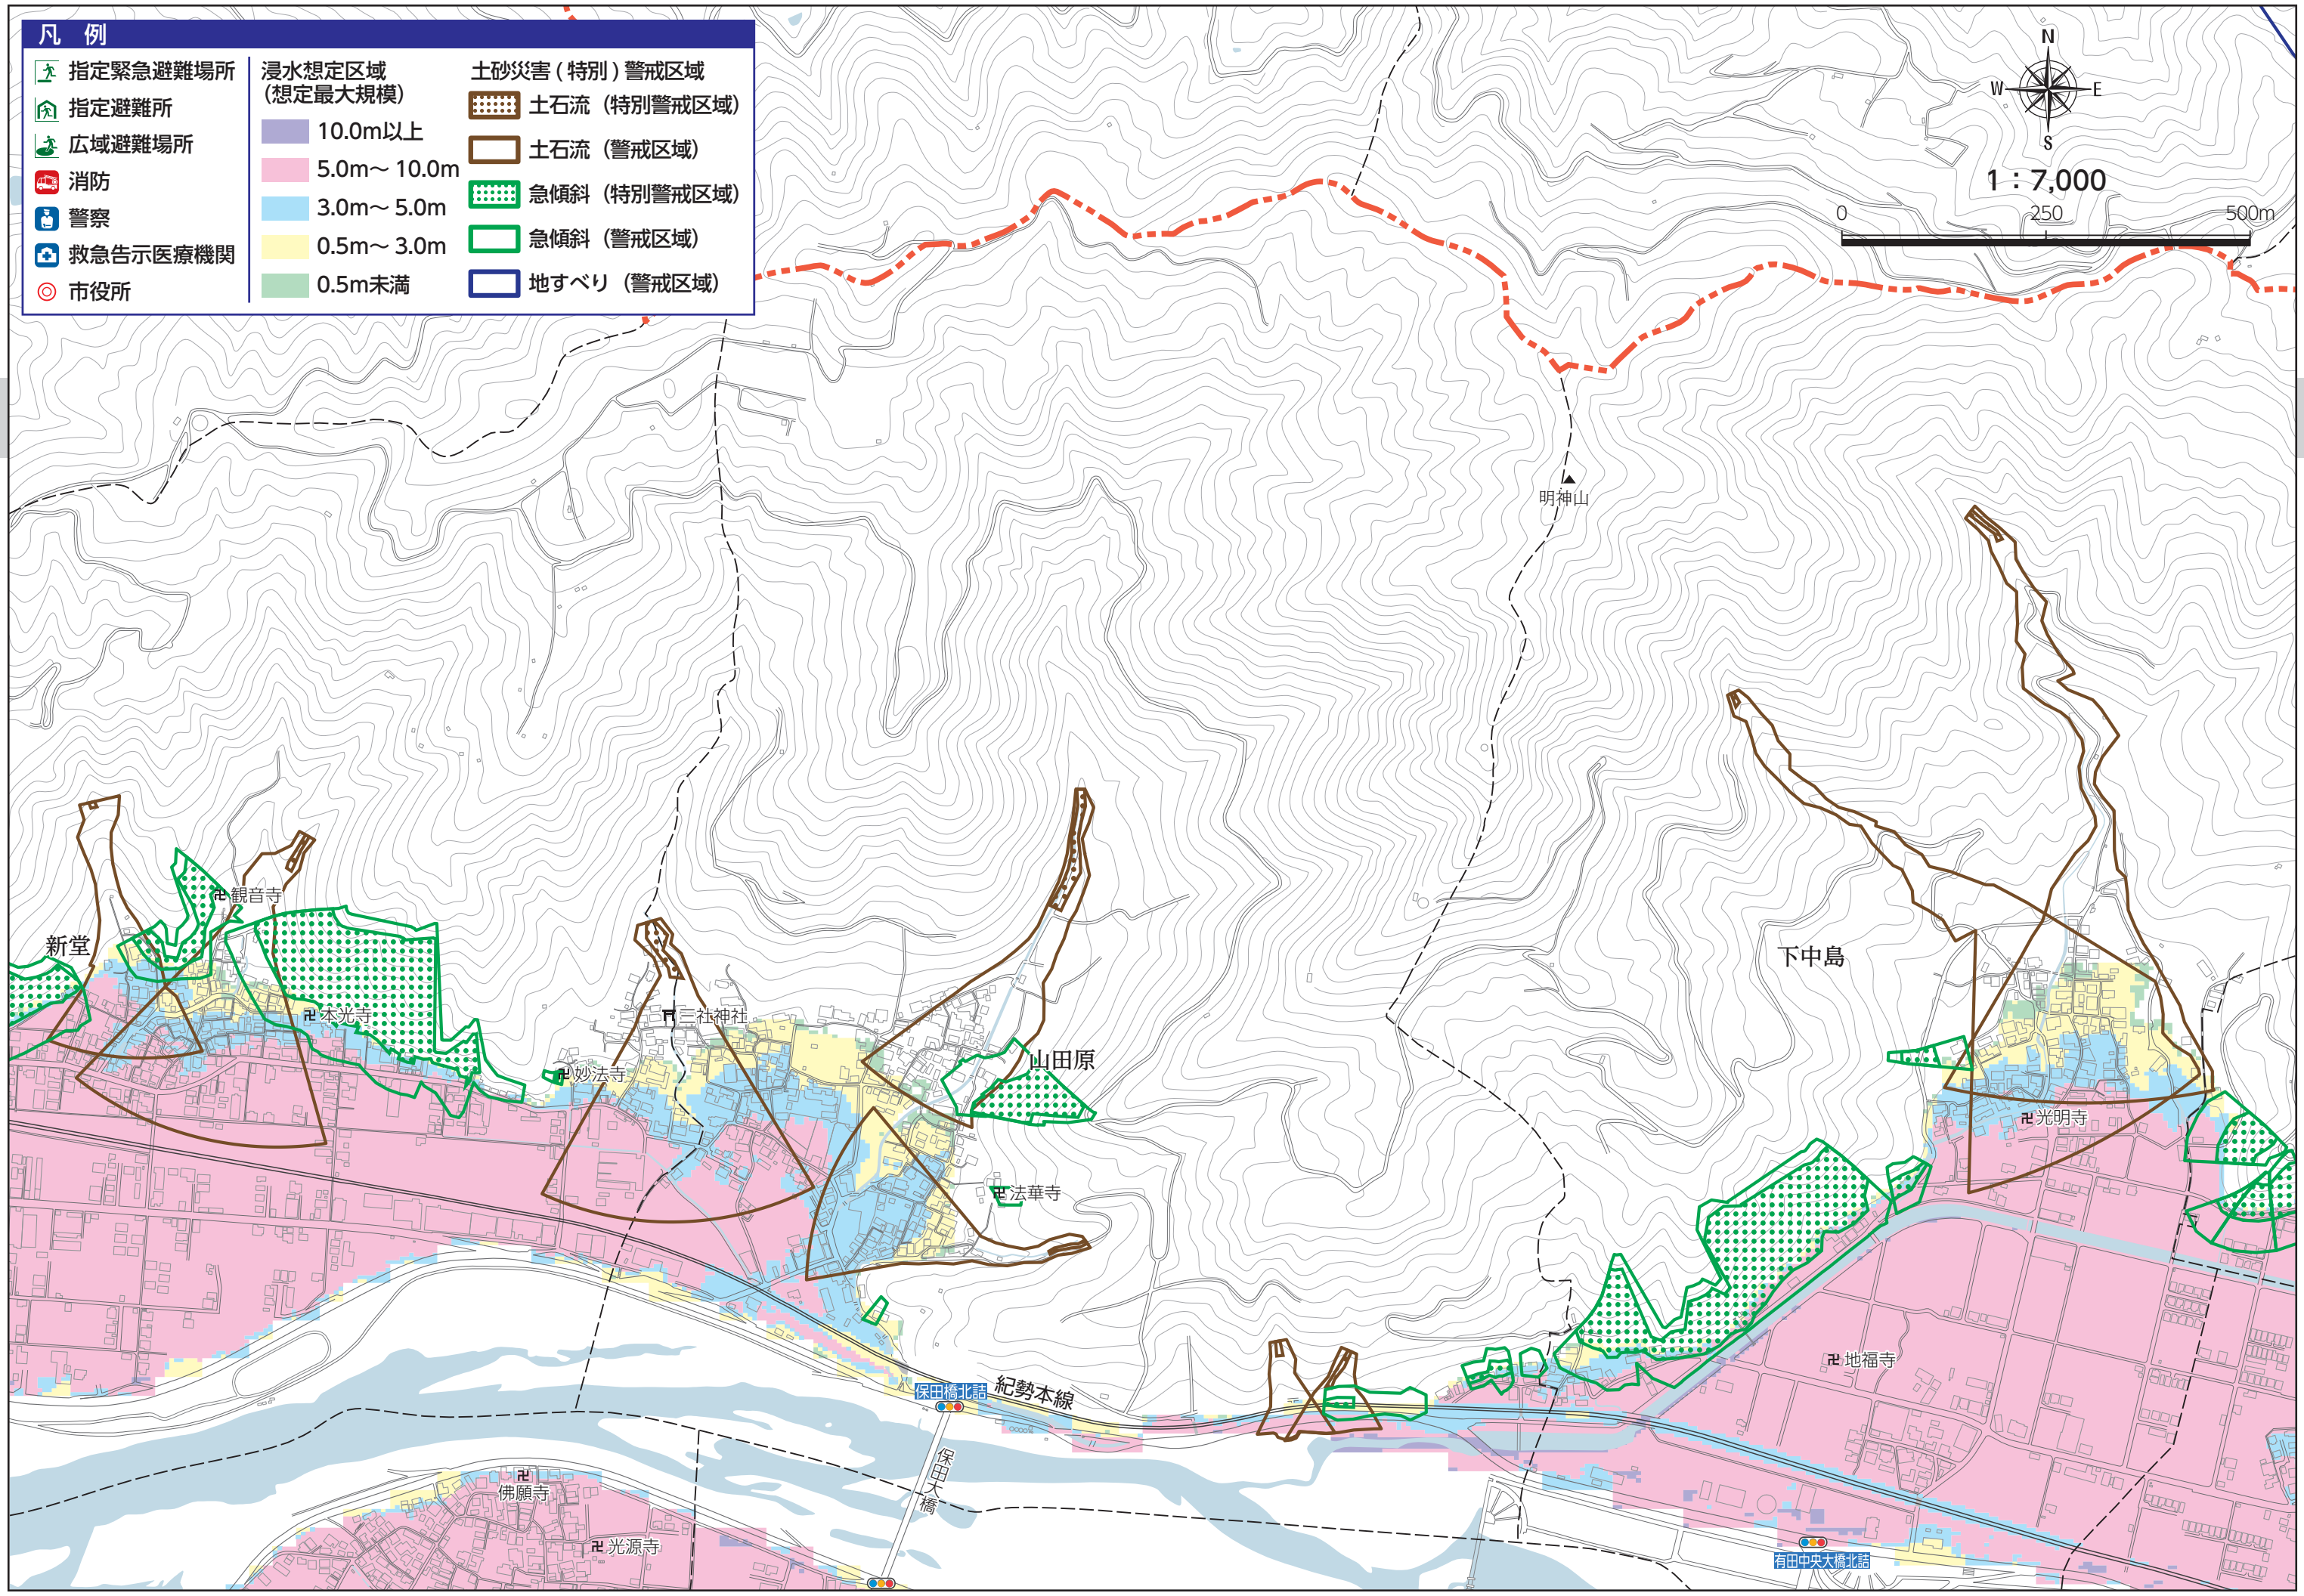 凡 例
指定緊急避難場所
指定避難所
広域避難場所
消防
警察
救急告示医療機関
市役所
浸水想定区域
（想定最大規模）
10.0m以上
5.0m～ 10.0m
3.0m～ 5.0m
0.5m～ 3.0m
0.5m未満
土砂災害 ( 特別 ) 警戒区域
土石流（特別警戒区域）
土石流（警戒区域）
急傾斜（特別警戒区域）
急傾斜（警戒区域）
地すべり（警戒区域）
N
W E
S
1：7,000
0 250 500m
明神山
観音寺
新堂
本光寺
三社神社
妙法寺
山田原
法華寺
下中島
光明寺
地福寺
保田橋北詰
紀勢本線
保田大橋
佛願寺
光源寺
有田中央大橋北詰